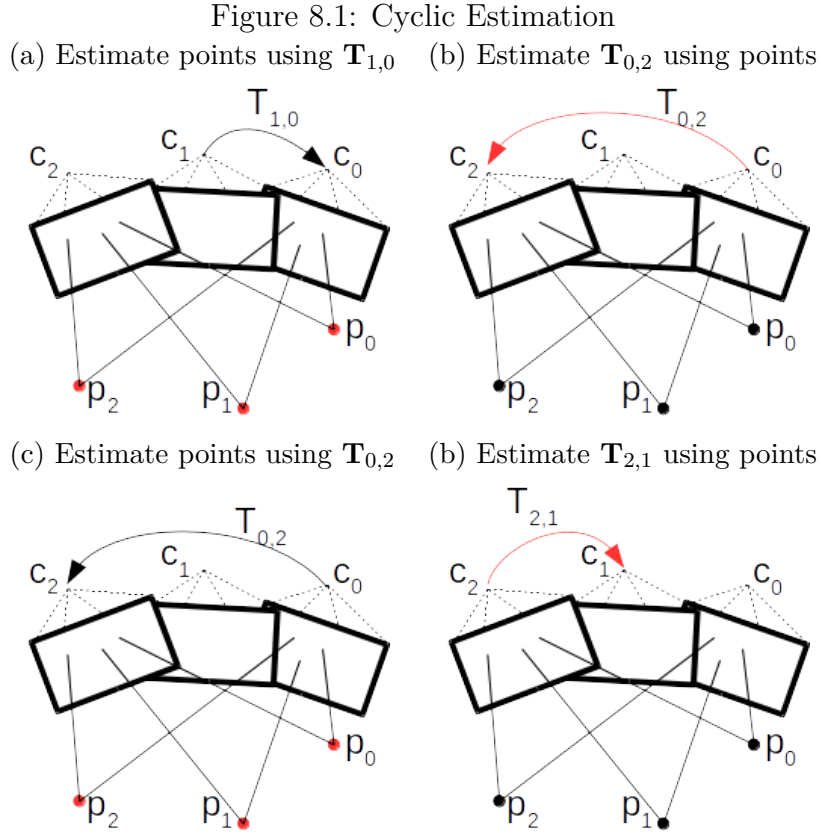 Figure 8.1: Cyclic Estimation
(a) Estimate points using T1,0
(b) Estimate T0,2 using points
T1,0
c2
c1
c0
p0
p2
p1
T0,2
c2
c1
c0
p0
p2
p1
(c) Estimate points using T0,2
(b) Estimate T2,1 using points
T0,2
c2
c1
c0
p0
p2
p1
T2,1
c2
c1
c0
p0
p2
p1